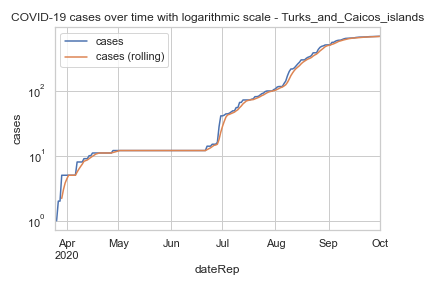 COVID-19 cases over time with logarithmic scale - Turks_and_Caicos_islands
cases
cases (rolling)
cases
10²
10¹
10⁰
Apr May Jun Jul Aug Sep Oct
2020
dateRep